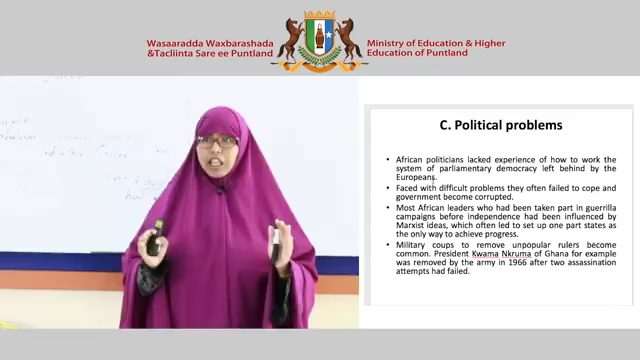 Wasaaradda Waxbarashada
&Tacliinta Sare ee Puntland
Ministry of Education & Higher
Education of Puntland
C. Political problems
• African politicians lacked experience of how to work the
system of parliamentary democracy left behind by the
Europeans.
• Faced with difficult problems they often failed to cope and
government become corrupted.
• Most African leaders who had been taken part in guerrilla
campaigns before independence had been influenced by
Marxist ideas, which often led to set up one part states as
the only way to achieve progress.
• Military coups to remove unpopular rulers become
common. President Kwama Nkruma of Ghana for example
was removed by the army in 1966 after two assassination
attempts had failed.